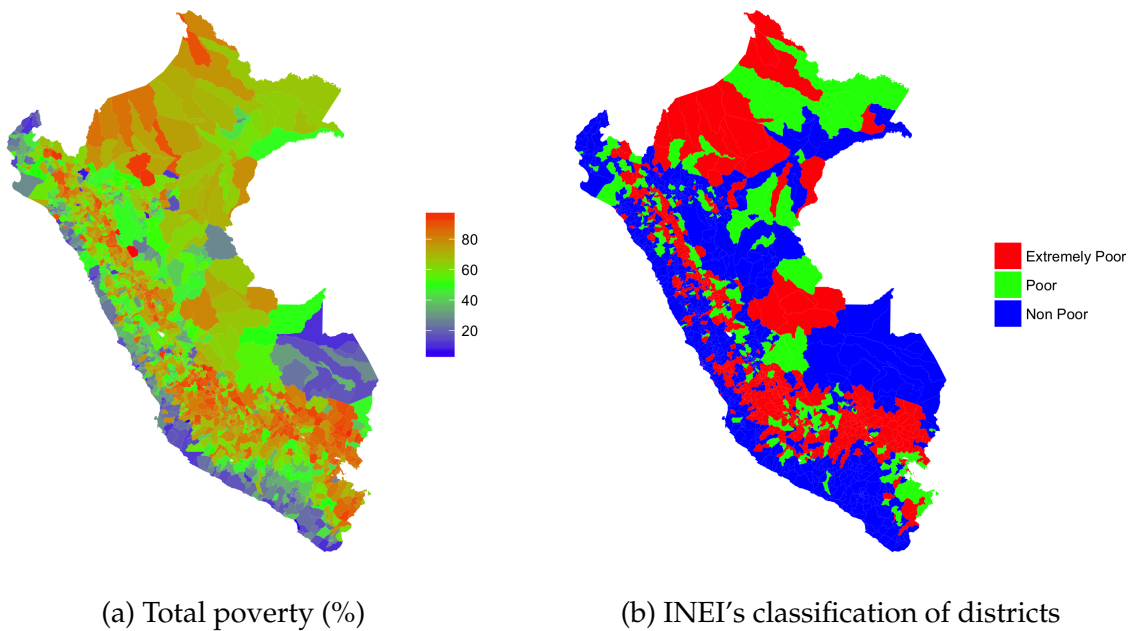 80
60
40
20
Extremely Poor
Poor
Non Poor
(a) Total poverty (%)
(b) INEI's classification of districts